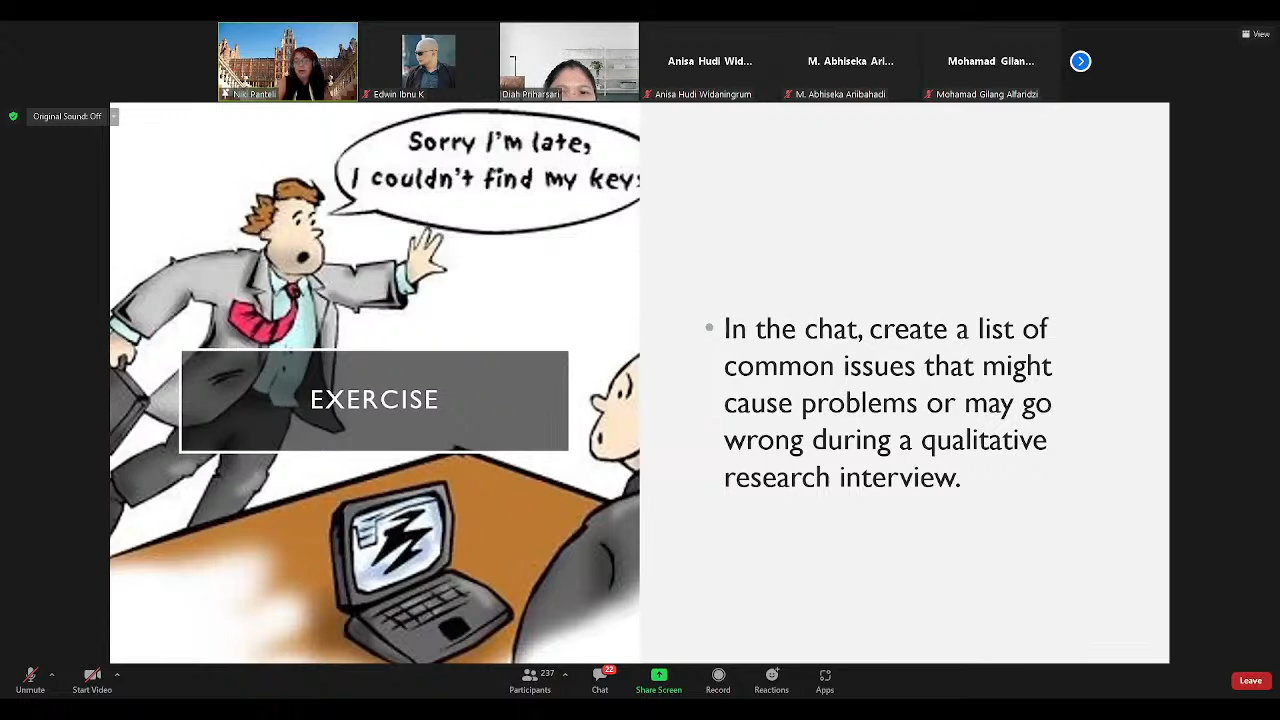 View
Anisa Hudi Wid...
M. Abhiseka Ari...
Mohamad Gilan...
Niki Panteli
Edwin Ibnu K
Diah Priharsari
Anisa Hudi Widaningrum
M. Abhiseka Ariibahadi
Mohamad Gilang Alfaridzi
Original Sound: Off
Sorry I'm late,
I couldn't find my key
EXERCISE
• In the chat, create a list of
common issues that might
cause problems or may go
wrong during a qualitative
research interview.
237
22
Unmute
Start Video
Participants
Chat
Share Screen
Record
Reactions
Apps
Leave